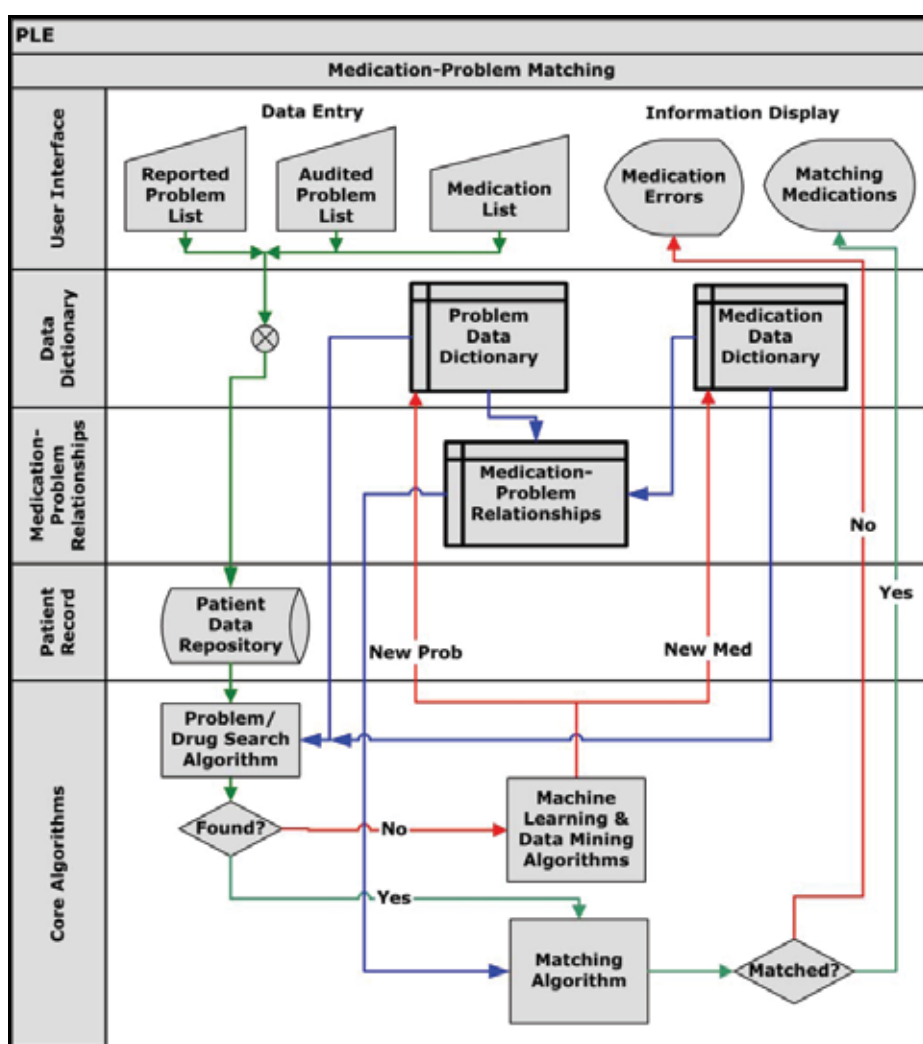 PLE
Medication-Problem Matching
User Interface
Data Entry
Information Display
Reported
Problem
List
Audited
Problem
List
Medication
List
Medication
Errors
Matching
Medications
Data
Dictionary
Problem
Data
Dictionary
Medication
Data
Dictionary
Medication-
Problem
Relationships
Medication-
Problem
Relationships
No
Yes
Patient
Record
Patient
Data
Repository
New Prob
New Med
Core Algorithms
Problem/
Drug Search
Algorithm
Found?
No
Machine
Learning &
Data Mining
Algorithms
Yes
Matching
Algorithm
Matched?